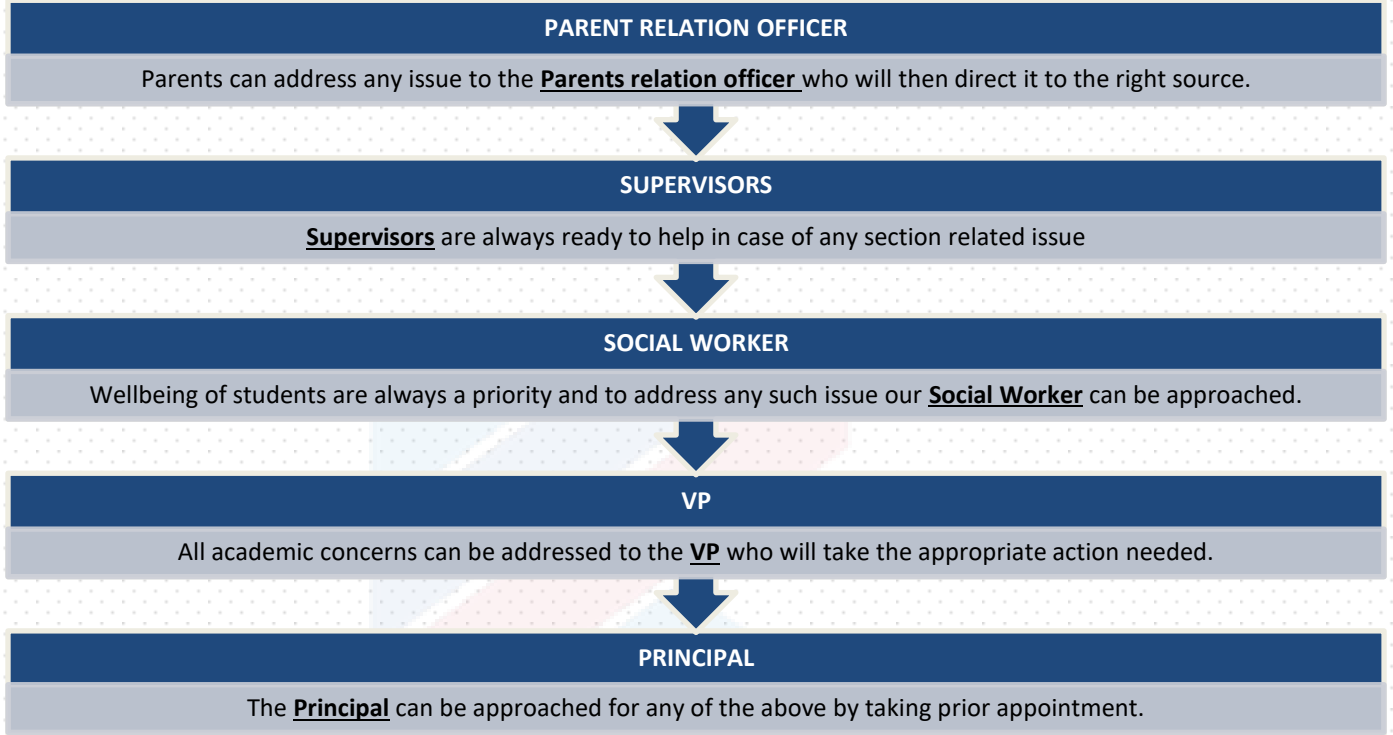 PARENT RELATION OFFICER
Parents can address any issue to the Parents relation officer who will then direct it to the right source.
SUPERVISORS
Supervisors are always ready to help in case of any section related issue
SOCIAL WORKER
Wellbeing of students are always a priority and to address any such issue our Social Worker can be approached.
VP
All academic concerns can be addressed to the VP who will take the appropriate action needed.
PRINCIPAL
The Principal can be approached for any of the above by taking prior appointment.